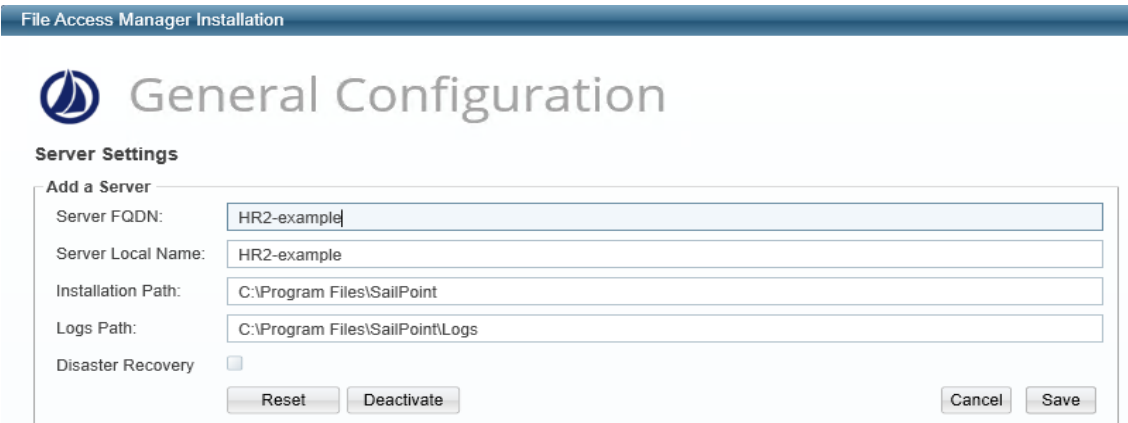 File Access Manager Installation
General Configuration
Server Settings
Add a Server
Server FQDN: HR2-example
Server Local Name: HR2-example
Installation Path: C:\Program Files\SailPoint
Logs Path: C:\Program Files\SailPoint\Logs
Disaster Recovery
Reset Deactivate Cancel Save